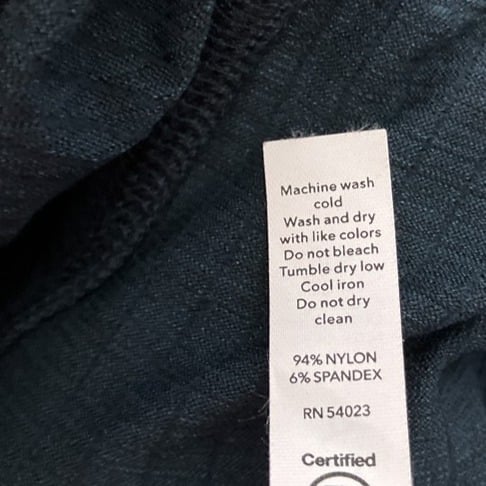 Machine wash
cold
Wash and dry
with like colors
Do not bleach
Tumble dry low
Cool iron
Do not dry
clean
94% NYLON
6% SPANDEX
RN 54023
Certified